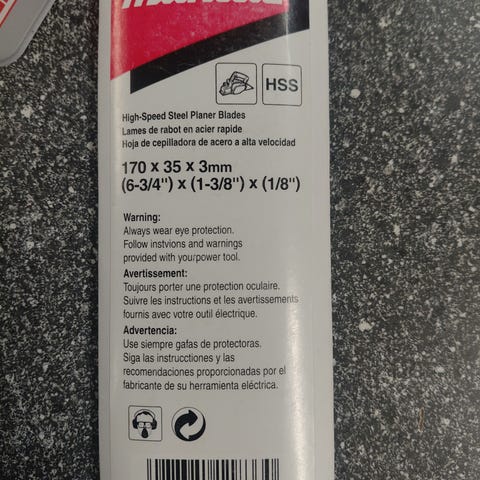 HSS
High-Speed Steel Planer Blades
Lames de rabot en acier rapide
Hoja de cepilladora de acero a alta velocidad
170 x 35 x 3mm
(6-3/4") x (1-3/8") x (1/8")
Warning:
Always wear eye protection.
Follow instvions and warnings
provided with your power tool.
Avertissement:
Toujours porter une protection oculaire.
Suivre les instructions et les avertissements
fournis avec votre outil électrique.
Advertencia:
Use siempre gafas de protectoras.
Siga las instrucctiones y las
recomendaciones proporcionadas por el
fabricante de su herramienta eléctrica.